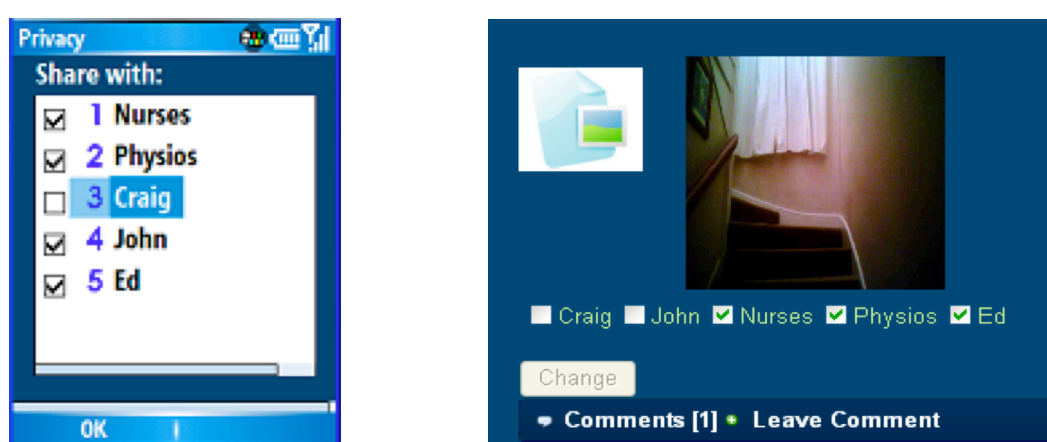 Privacy
Share with:
1 Nurses
2 Physios
3 Craig
4 John
5 Ed
OK
Craig John Nurses Physios Ed
Change
Comments [1] Leave Comment